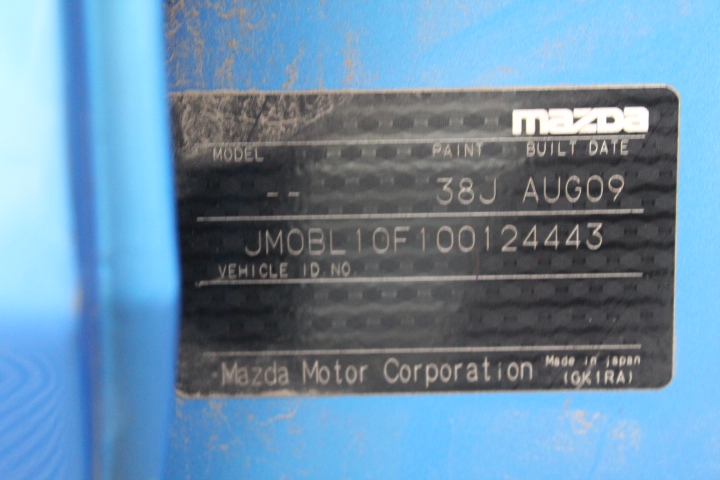 mazda
MODEL PAINT BUILT DATE
-- 38J AUG09
JM0BL10F100124443
VEHICLE ID.NO.
Mazda Motor Corporation Made in japan
(GK1RA)